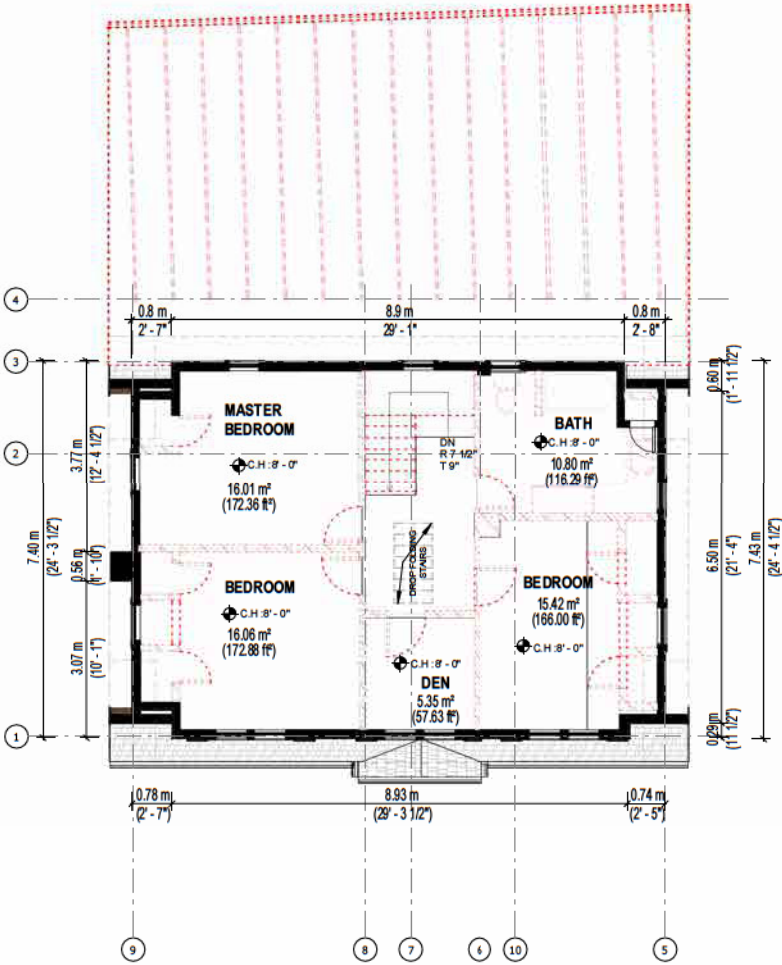 4
0.8 m
2' - 7"
8.9 m
29' - 1"
0.8 m
2' - 8"
3
0.60 m
(1' - 11 1/2")
MASTER
BEDROOM
C.H :8' - 0"
16.01 m²
(172.36 ft²)
DN
R 7 1/2"
T 9"
BATH
C.H :8' - 0"
10.80 m²
(116.29 ft²)
2
3.77 m
(12' - 4 1/2")
7.40 m
(24' - 3 1/2")
0.56 m
(1' - 10")
6.50 m
(21' - 4")
7.43 m
(24' - 4 1/2")
DROP FOLDING
STAIRS
BEDROOM
C.H :8' - 0"
16.06 m²
(172.88 ft²)
BEDROOM
15.42 m²
(166.00 ft²)
C.H :8' - 0"
3.07 m
(10' - 1")
C.H :8' - 0"
DEN
5.35 m²
(57.63 ft²)
1
0.29 m
(11 1/2")
0.78 m
(2' - 7")
8.93 m
(29' - 3 1/2")
0.74 m
(2' - 5")
9
8
7
6
10
5